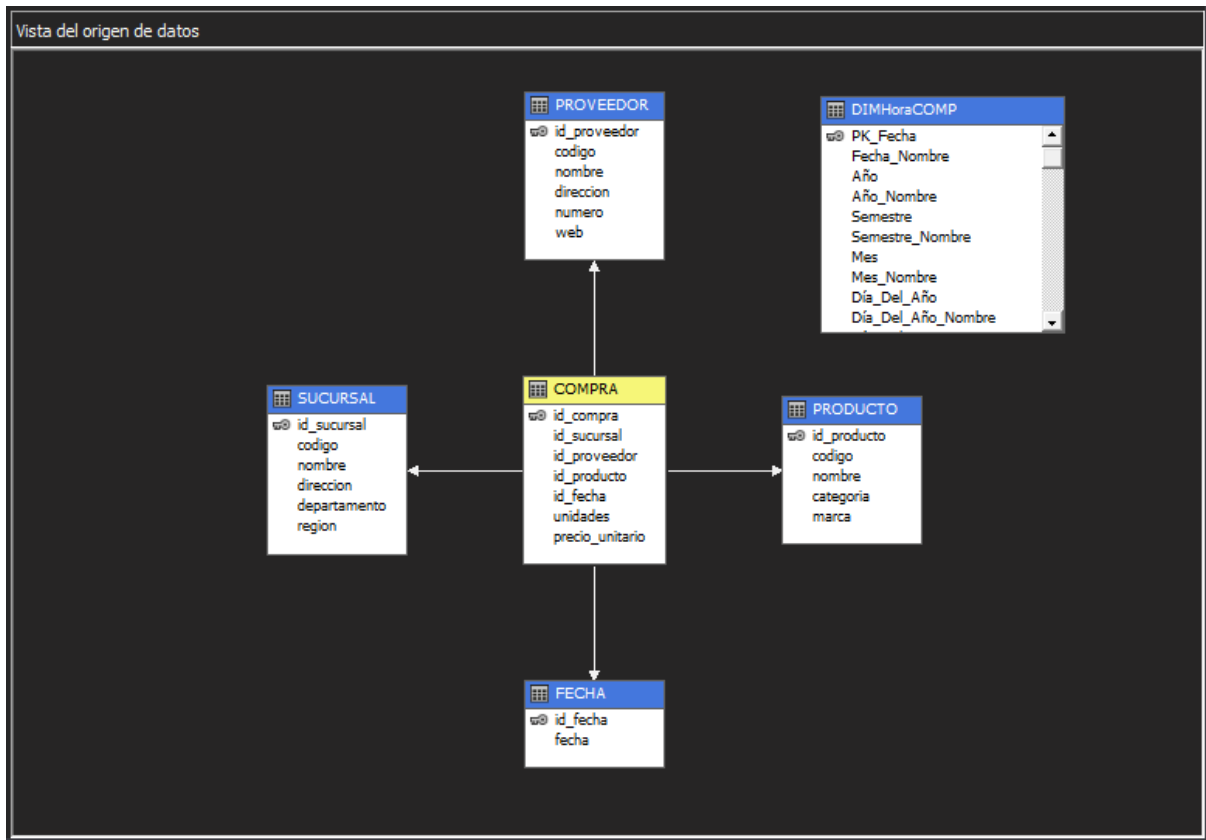 Vista del origen de datos
PROVEEDOR
id_proveedor
codigo
nombre
direccion
numero
web
DIMHoraCOMP
PK_Fecha
Fecha_Nombre
Año
Año_Nombre
Semestre
Semestre_Nombre
Mes
Mes_Nombre
Día_Del_Año
Día_Del_Año_Nombre
SUCURSAL
id_sucursal
codigo
nombre
direccion
departamento
region
COMPRA
id_compra
id_sucursal
id_proveedor
id_producto
id_fecha
unidades
precio_unitario
PRODUCTO
id_producto
codigo
nombre
categoria
marca
FECHA
id_fecha
fecha